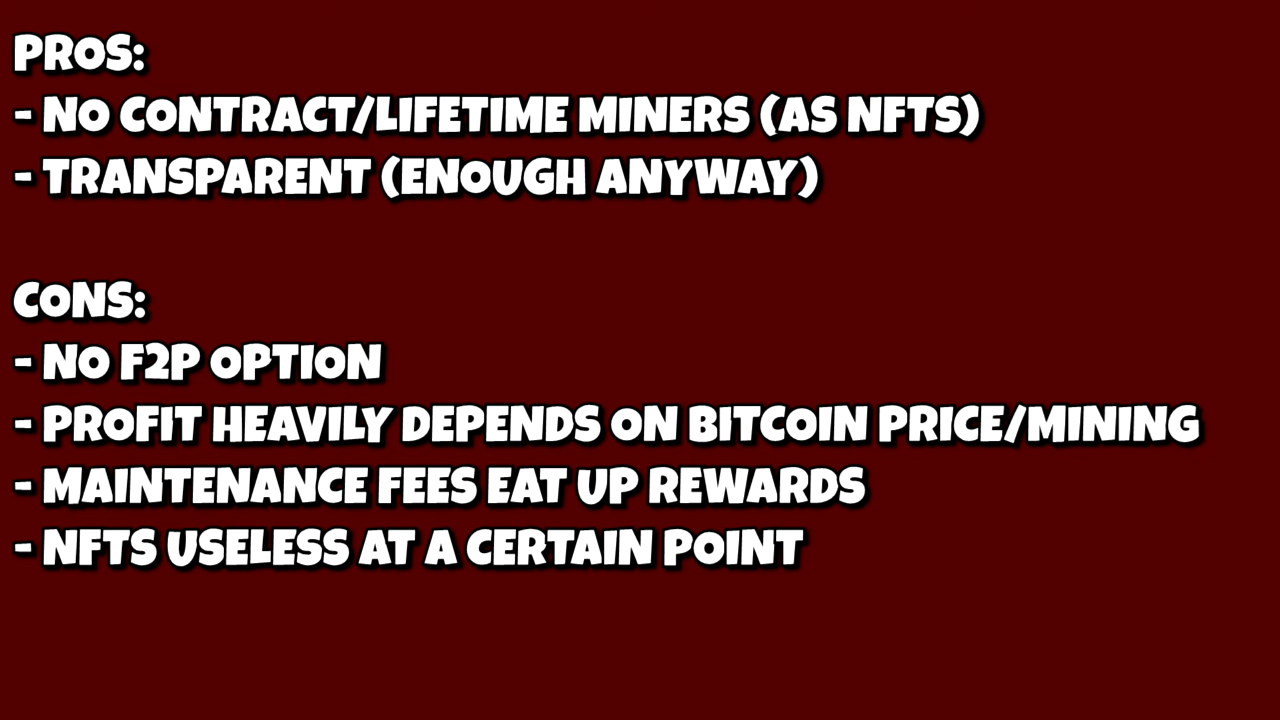 PROS:
- NO CONTRACT/LIFETIME MINERS (AS NFTS)
- TRANSPARENT (ENOUGH ANYWAY)
CONS:
- NO F2P OPTION
- PROFIT HEAVILY DEPENDS ON BITCOIN PRICE/MINING
- MAINTENANCE FEES EAT UP REWARDS
- NFTS USELESS AT A CERTAIN POINT